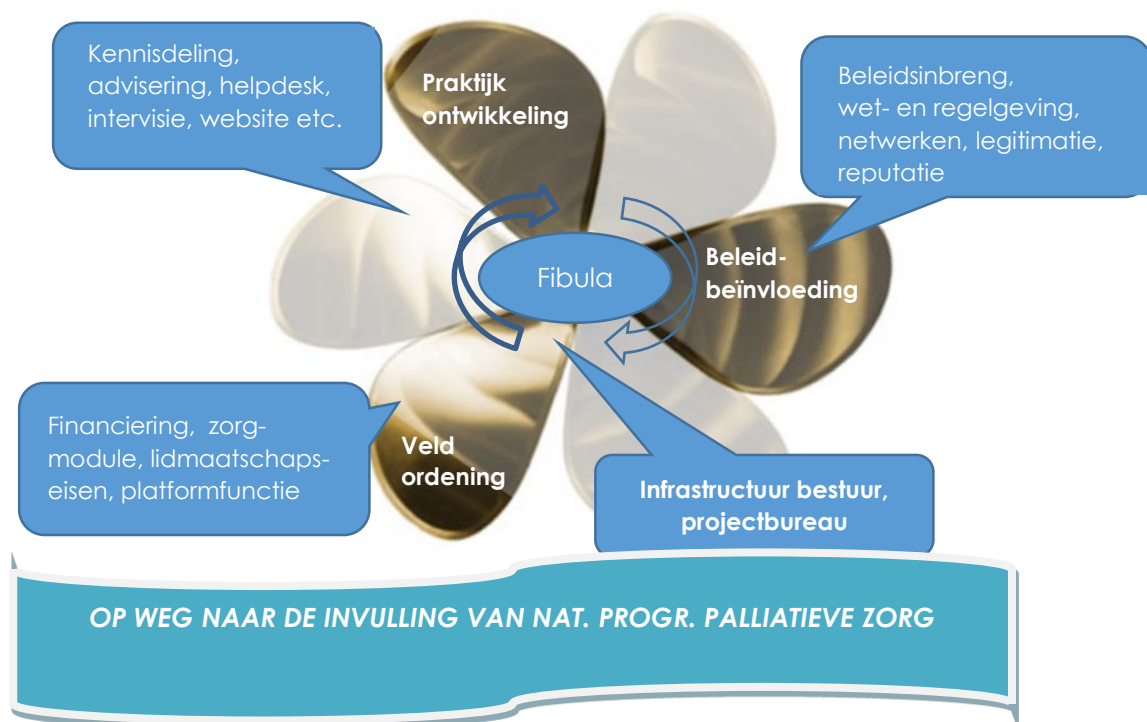 Kennisdeling,
advisering, helpdesk,
intervisie, website etc.
Praktijk
ontwikkeling
Beleidsinbreng,
wet- en regelgeving,
netwerken, legitimatie,
reputatie
Fibula
Beleid-
beïnvloeding
Financiering,  zorg-
module, lidmaatschaps-
eisen, platformfunctie
Veld
ordening
Infrastructuur bestuur,
projectbureau
OP WEG NAAR DE INVULLING VAN NAT. PROGR. PALLIATIEVE ZORG